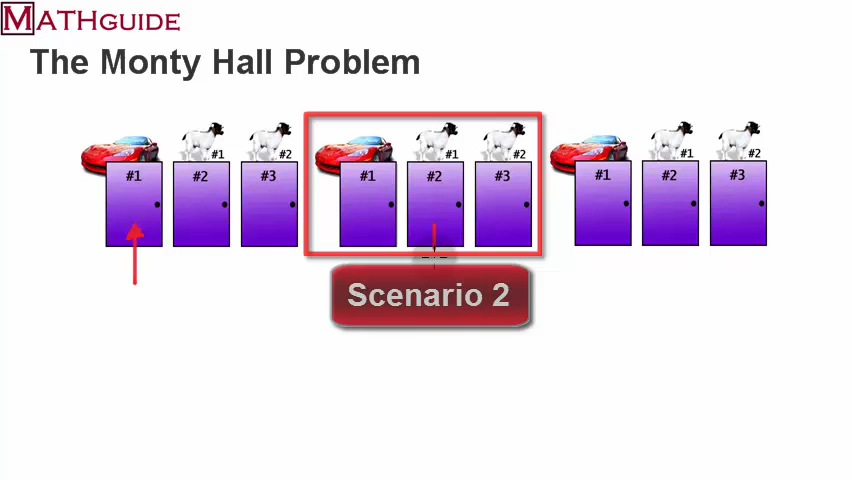 MATHGUIDE
The Monty Hall Problem
#1 #2 #1 #2 #1 #2
#1 #2 #3 #1 #2 #3 #1 #2 #3
Scenario 2